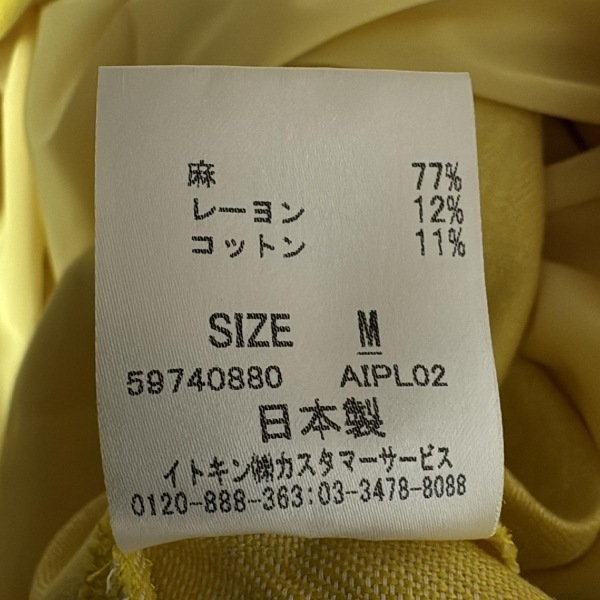 麻 77%
レーヨン 12%
コットン 11%
SIZE M
59740880 AIPL02
日本製
イトキン㈱カスタマーサービス
0120-888-363:03-3478-8088